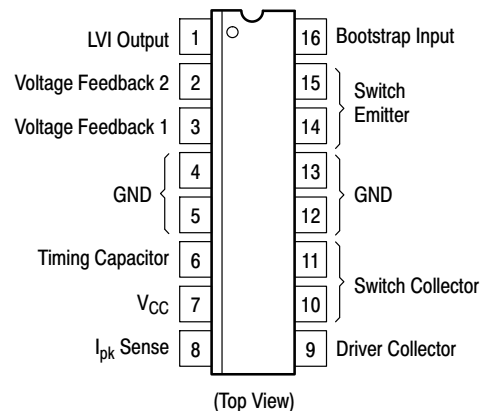 LVI Output 1
16 Bootstrap Input
Voltage Feedback 2 2
15
Switch
Emitter
Voltage Feedback 1 3
14
4
13
GND
GND
5
12
Timing Capacitor 6
11
Switch Collector
VCC 7
10
Ipk Sense 8
9 Driver Collector
(Top View)